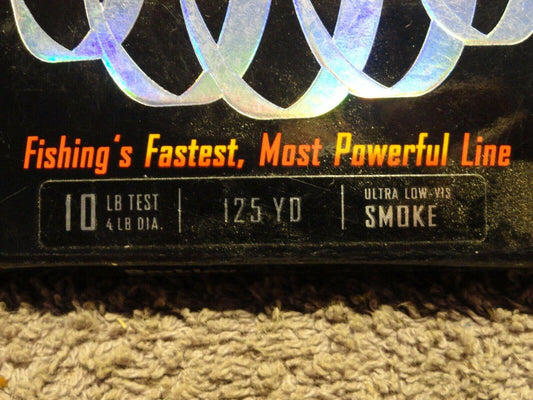 Fishing's Fastest, Most Powerful Line
10 LB TEST
4 LB DIA.
125 YD
ULTRA LOW-VIS
SMOKE